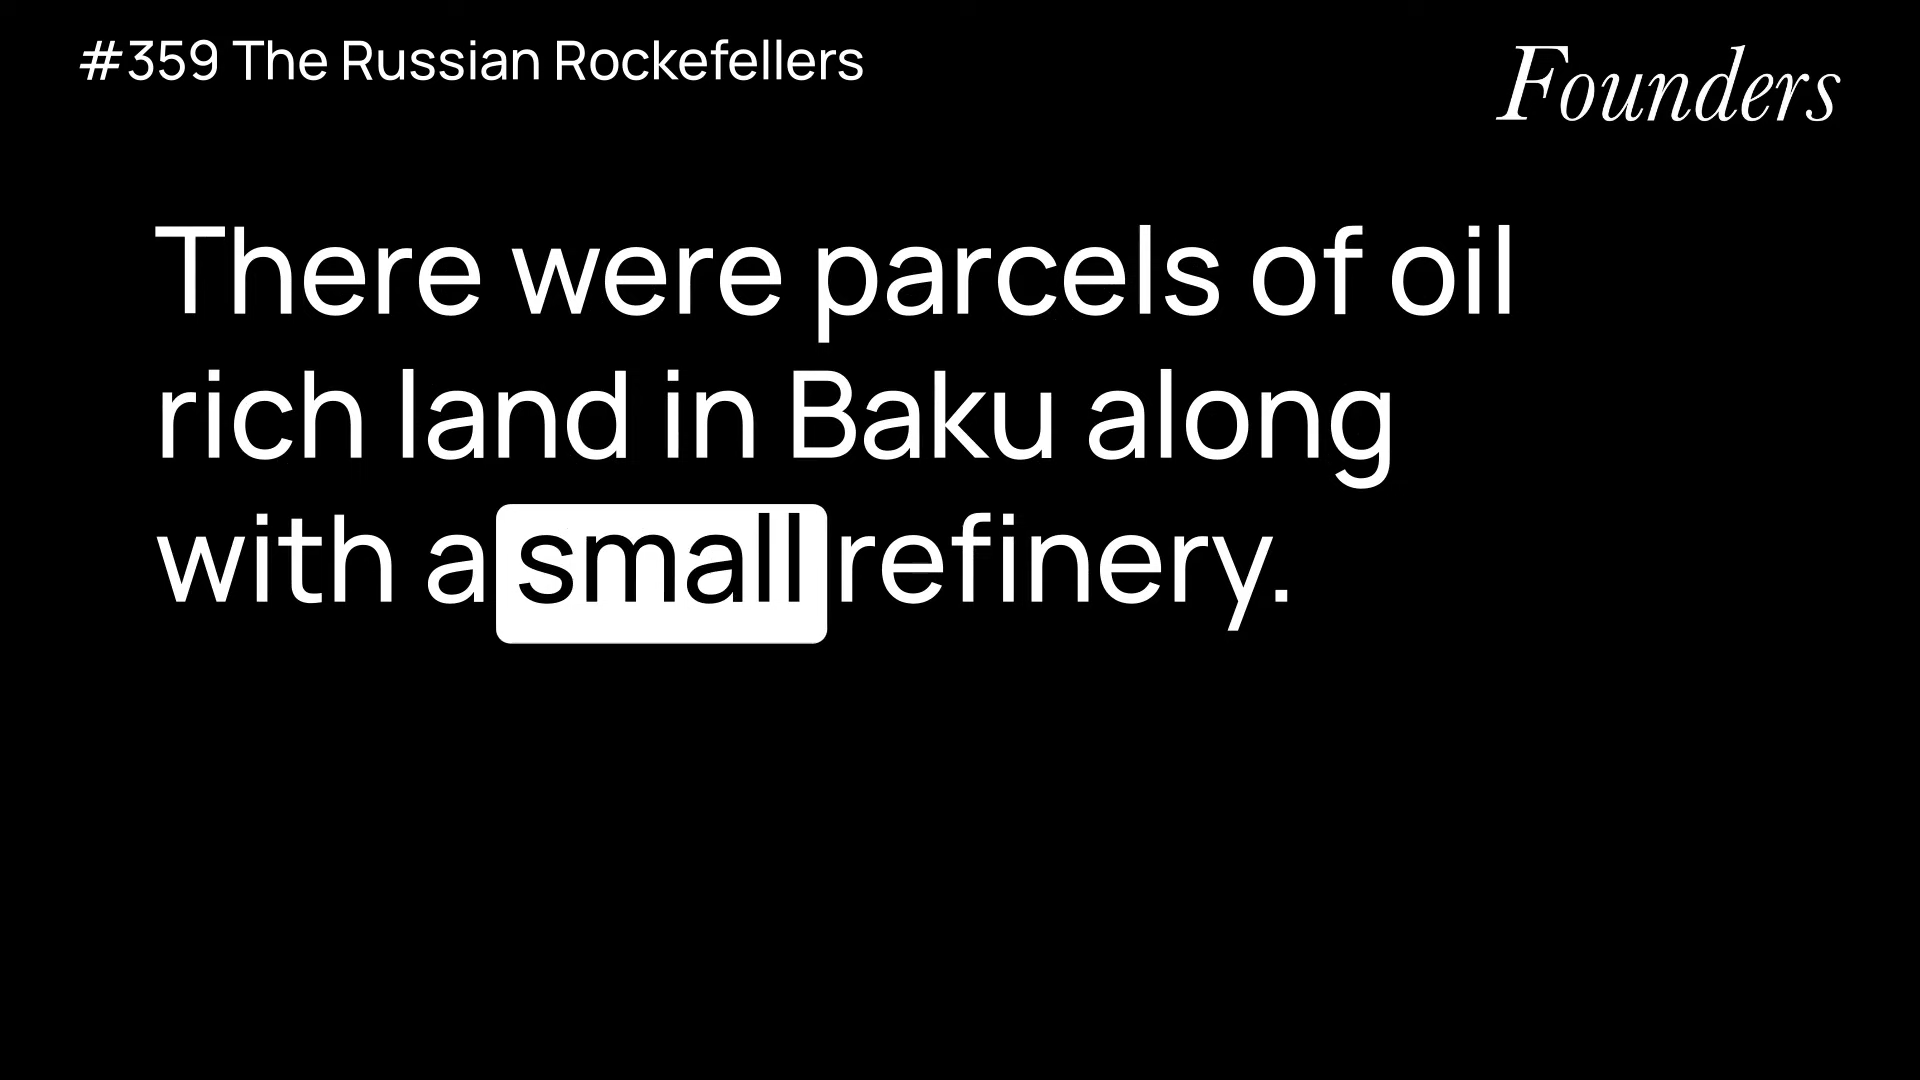 #359 The Russian Rockefellers
Founders
There were parcels of oil
rich land in Baku along
with a small refinery.